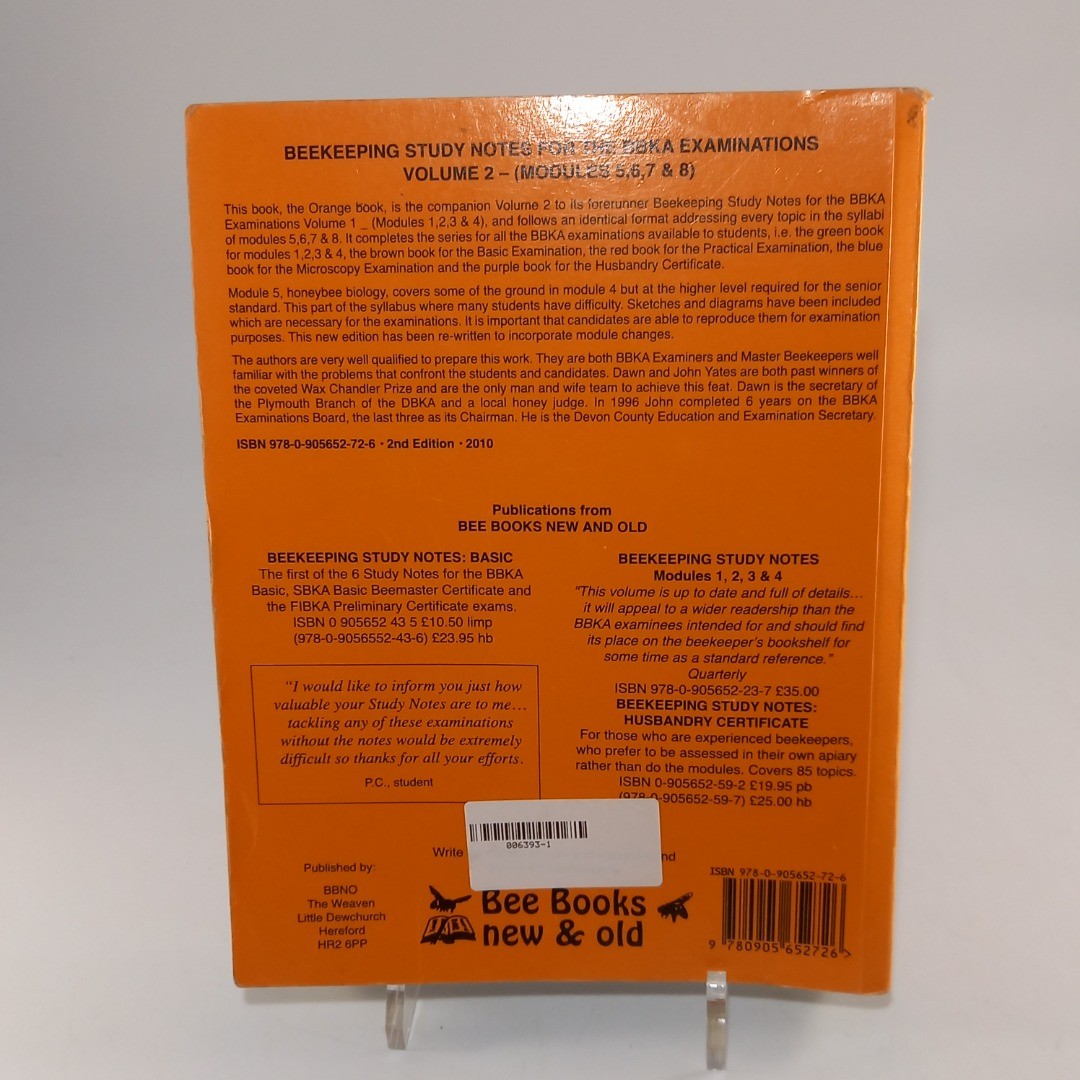 BEEKEEPING STUDY NOTES FOR THE BBKA EXAMINATIONS
VOLUME 2 – (MODULES 5,6,7 & 8)
This book, the Orange book, is the companion Volume 2 to its forerunner Beekeeping Study Notes for the BBKA
Examinations Volume 1 _ (Modules 1,2,3 & 4), and follows an identical format addressing every topic in the syllabi
of modules 5,6,7 & 8. It completes the series for all the BBKA examinations available to students, i.e. the green book
for modules 1,2,3 & 4, the brown book for the Basic Examination, the red book for the Practical Examination, the blue
book for the Microscopy Examination and the purple book for the Husbandry Certificate.
Module 5, honeybee biology, covers some of the ground in module 4 but at the higher level required for the senior
standard. This part of the syllabus where many students have difficulty. Sketches and diagrams have been included
which are necessary for the examinations. It is important that candidates are able to reproduce them for examination
purposes. This new edition has been re-written to incorporate module changes.
The authors are very well qualified to prepare this work. They are both BBKA Examiners and Master Beekeepers well
familiar with the problems that confront the students and candidates. Dawn and John Yates are both past winners of
the coveted Wax Chandler Prize and are the only man and wife team to achieve this feat. Dawn is the secretary of
the Plymouth Branch of the DBKA and a local honey judge. In 1996 John completed 6 years on the BBKA
Examinations Board, the last three as its Chairman. He is the Devon County Education and Examination Secretary.
ISBN 978-0-905652-72-6 · 2nd Edition · 2010
Publications from
BEE BOOKS NEW AND OLD
BEEKEEPING STUDY NOTES: BASIC
The first of the 6 Study Notes for the BBKA
Basic, SBKA Basic Beemaster Certificate and
the FIBKA Preliminary Certificate exams.
ISBN 0 905652 43 5 £10.50 limp
(978-0-9056552-43-6) £23.95 hb
"I would like to inform you just how
valuable your Study Notes are to me...
tackling any of these examinations
without the notes would be extremely
difficult so thanks for all your efforts.
P.C., student
BEEKEEPING STUDY NOTES
Modules 1, 2, 3 & 4
"This volume is up to date and full of details...
it will appeal to a wider readership than the
BBKA examinees intended for and should find
its place on the beekeeper's bookshelf for
some time as a standard reference."
Quarterly
ISBN 978-0-905652-23-7 £35.00
BEEKEEPING STUDY NOTES:
HUSBANDRY CERTIFICATE
For those who are experienced beekeepers,
who prefer to be assessed in their own apiary
rather than do the modules. Covers 85 topics.
ISBN 0-905652-59-2 £19.95 pb
(978-0-905652-59-7) £25.00 hb
006393-1
Write
Published by:
BBNO
The Weaven
Little Dewchurch
Hereford
HR2 6PP
Bee Books
new & old
ISBN 978-0-905652-72-6
9 780905 652726 >